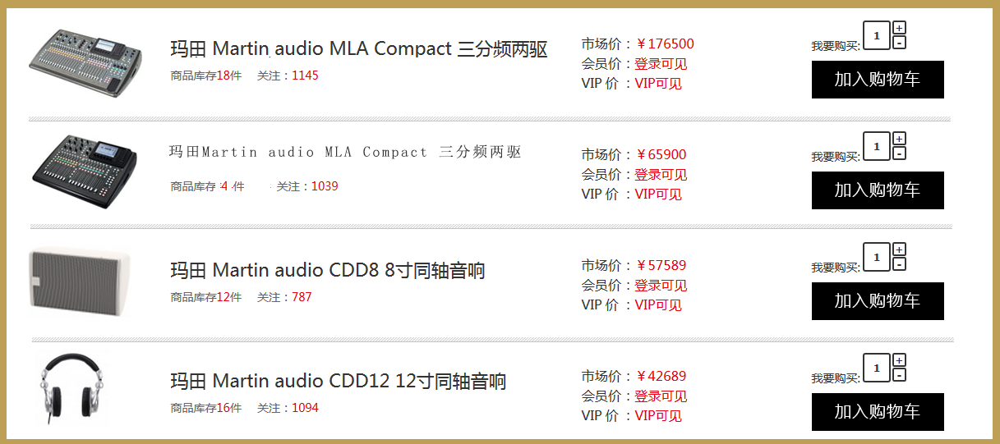 玛田 Martin audio MLA Compact 三分频两驱
商品库存18件 关注：1145
市场价：￥176500
会员价：登录可见
VIP 价 ：VIP可见
我要购买: 1 + -
加入购物车
玛田Martin audio MLA Compact 三分频两驱
商品库存 4 件 关注：1039
市场价：￥65900
会员价：登录可见
VIP 价 ：VIP可见
我要购买: 1 + -
加入购物车
玛田 Martin audio CDD8 8寸同轴音响
商品库存12件 关注：787
市场价：￥57589
会员价：登录可见
VIP 价 ：VIP可见
我要购买: 1 + -
加入购物车
玛田 Martin audio CDD12 12寸同轴音响
商品库存16件 关注：1094
市场价：￥42689
会员价：登录可见
VIP 价 ：VIP可见
我要购买: 1 + -
加入购物车